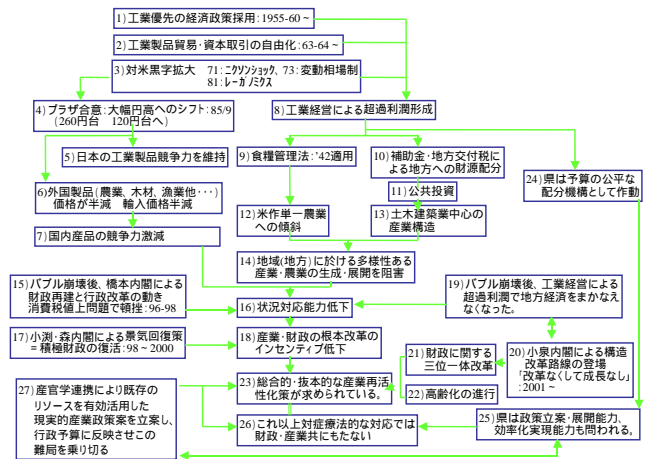 1)工業優先の経済政策採用:1955-60~
2)工業製品貿易・資本取引の自由化:63-64~
3)対米黒字拡大 71:ニクソンショック、73:変動相場制
81:レーガノミクス
4)プラザ合意:大幅円高へのシフト:85/9
(260円台 120円台へ)
8)工業経営による超過利潤形成
5)日本の工業製品競争力を維持
9)食糧管理法:'42適用
10)補助金・地方交付税に
よる地方への財源配分
24)県は予算の公平な
配分機構として作動
6)外国製品(農業、木材、漁業他・・・)
価格が半減 輸入価格半減
11)公共投資
12)米作単一農業
への傾斜
13)土木建築業中心の
産業構造
7)国内産品の競争力激減
14)地域(地方)に於ける多様性ある
産業・農業の生成・展開を阻害
15)バブル崩壊後、橋本内閣による
財政再建と行政改革の動き
消費税値上問題で頓挫:96-98
19)バブル崩壊後、工業経営による
超過利潤で地方経済をまかなえ
なくなった。
16)状況対応能力低下
17)小渕・森内閣による景気回復策
=積極財政の復活:98~2000
18)産業・財政の根本改革の
インセンティブ低下
21)財政に関する
三位一体改革
20)小泉内閣による構造
改革路線の登場
「改革なくして成長なし」
:2001~
23)総合的・抜本的な産業再活
性化策が求められている。
22)高齢化の進行
27)産官学連携により既存の
リソースを有効活用した
現実的産業政策案を立案し、
行政予算に反映させこの
難局を乗り切る
26)これ以上対症療法的な対応では
財政・産業共にもたない
25)県は政策立案・展開能力、
効率化実現能力も問われる。